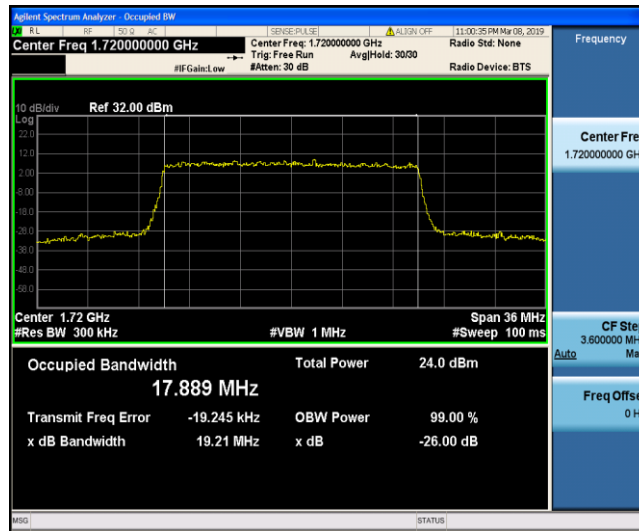 Agilent Spectrum Analyzer - Occupied BW
RL RF 50 Ω AC SENSE:PULSE ALIGN OFF 11:00:35 PM Mar 08, 2019
Center Freq 1.720000000 GHz Center Freq: 1.720000000 GHz Radio Std: None Frequency
Trig: Free Run Avg|Hold: 30/30
#IFGain:Low #Atten: 30 dB Radio Device: BTS
10 dB/div Ref 32.00 dBm
Log
22.0
12.0
2.00
-8.00
-18.0
-28.0
-38.0
-48.0
-58.0
Center Fre
1.720000000 GH
Center 1.72 GHz Span 36 MHz
#Res BW 300 kHz #VBW 1 MHz #Sweep 100 ms
CF Ste
3.600000 MH
Auto Ma
Occupied Bandwidth Total Power 24.0 dBm
17.889 MHz
Transmit Freq Error -19.245 kHz OBW Power 99.00 %
x dB Bandwidth 19.21 MHz x dB -26.00 dB
Freq Offse
0 H
MSG STATUS